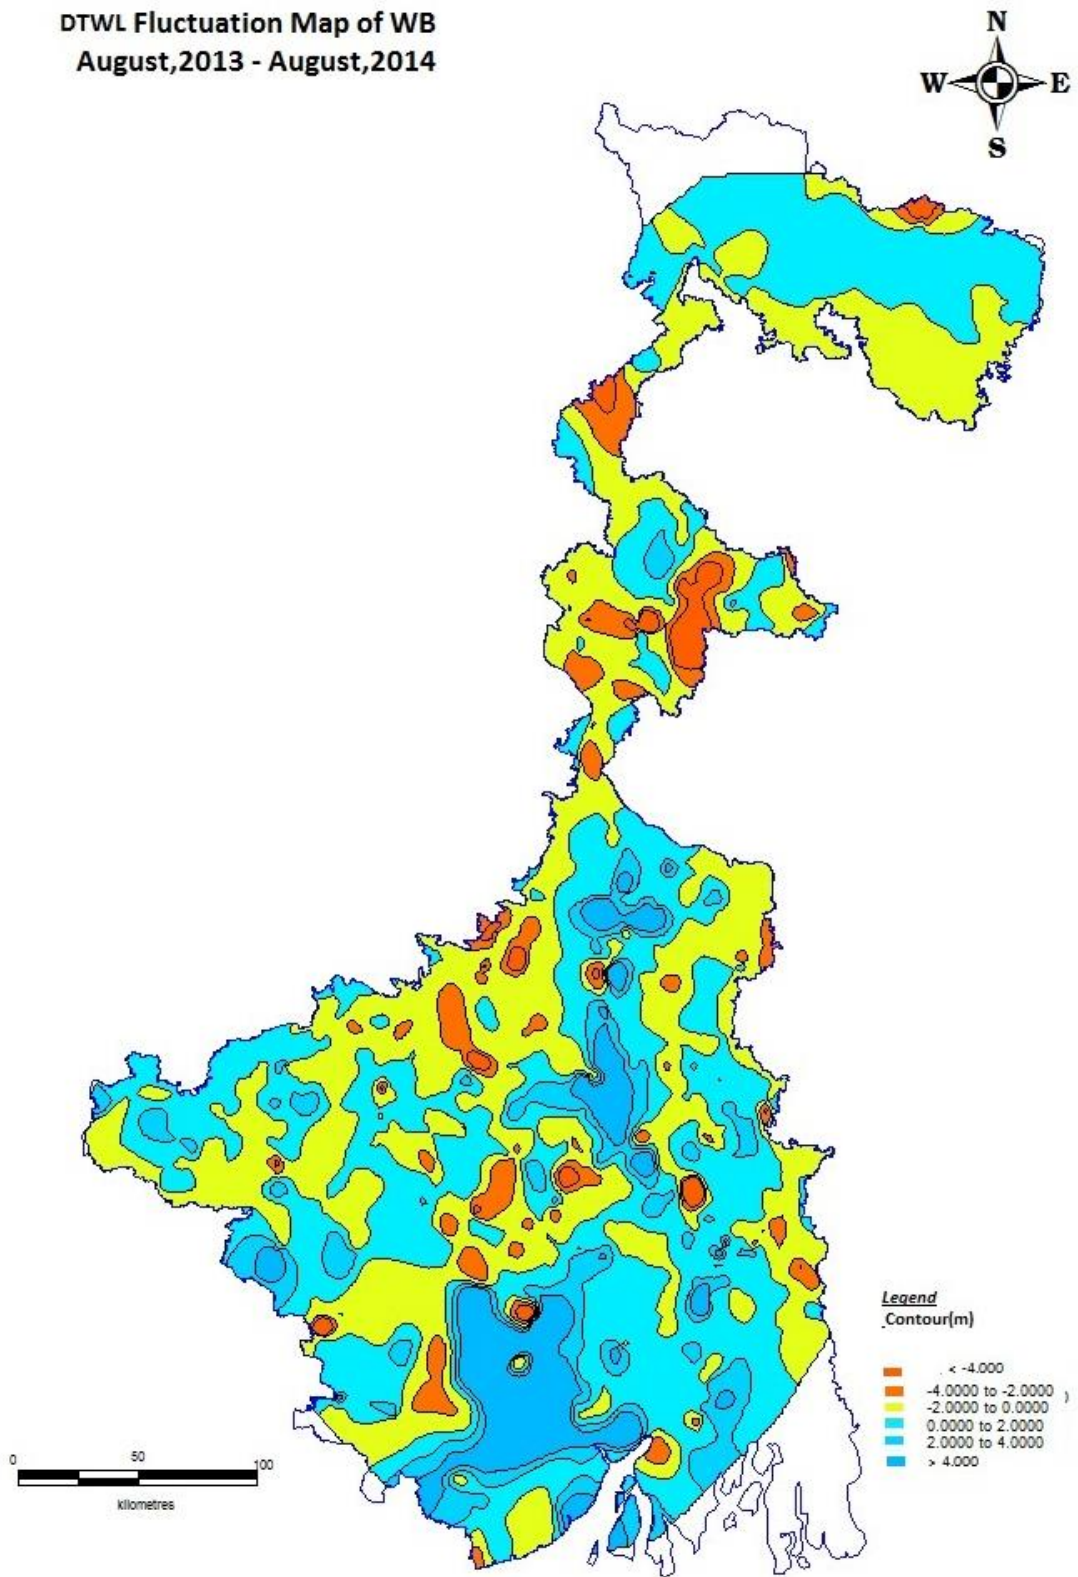 DTWL Fluctuation Map of WB
August,2013 - August,2014
N
W E
S
Legend
Contour(m)
. < -4.000
-4.0000 to -2.0000 )
-2.0000 to 0.0000
0.0000 to 2.0000
2.0000 to 4.0000
> 4.000
0 50 100
kilometres